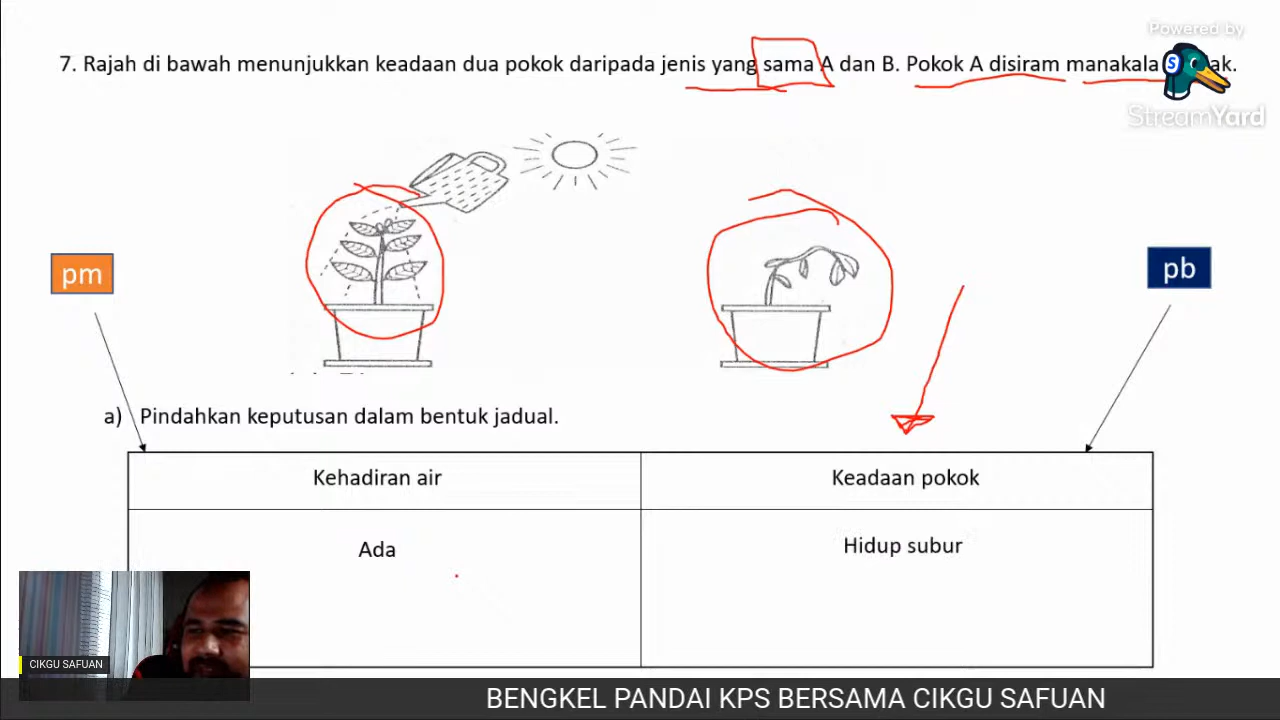 Powered by
7. Rajah di bawah menunjukkan keadaan dua pokok daripada jenis yang sama A dan B. Pokok A disiram manakala
StreamYard
pm
pb
a) Pindahkan keputusan dalam bentuk jadual.
Kehadiran air Keadaan pokok
Ada Hidup subur
CIKGU SAFUAN
BENGKEL PANDAI KPS BERSAMA CIKGU SAFUAN